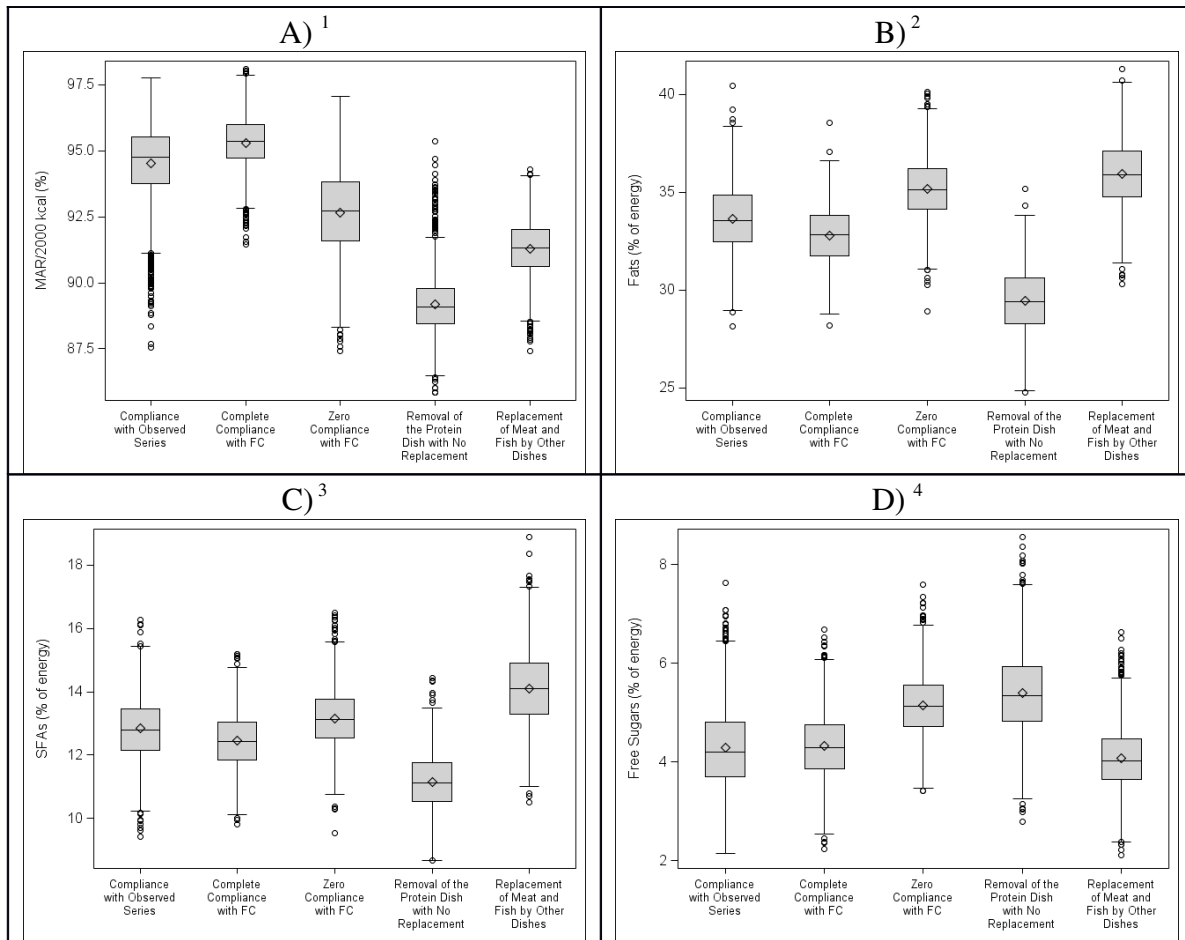 A) 1
MAR/2000 kcal (%)
97.5
95.0
92.5
90.0
87.5
Compliance
with Observed
Series
Complete
Compliance
with FC
Zero
Compliance
with FC
Removal of
the Protein
Dish with No
Replacement
Replacement
of Meat and
Fish by Other
Dishes
B) 2
Fats (% of energy)
40
35
30
25
Compliance
with Observed
Series
Complete
Compliance
with FC
Zero
Compliance
with FC
Removal of the
Protein Dish
with No
Replacement
Replacement
of Meat and
Fish by Other
Dishes
C) 3
SFAs (% of energy)
18
16
14
12
10
Compliance
with Observed
Series
Complete
Compliance
with FC
Zero
Compliance
with FC
Removal of the
Protein Dish
with No
Replacement
Replacement
of Meat and
Fish by Other
Dishes
D) 4
Free Sugars (% of energy)
8
6
4
2
Compliance
with Observed
Series
Complete
Compliance
with FC
Zero
Compliance
with FC
Removal of the
Protein Dish
with No
Replacement
Replacement
of Meat and
Fish by Other
Dishes